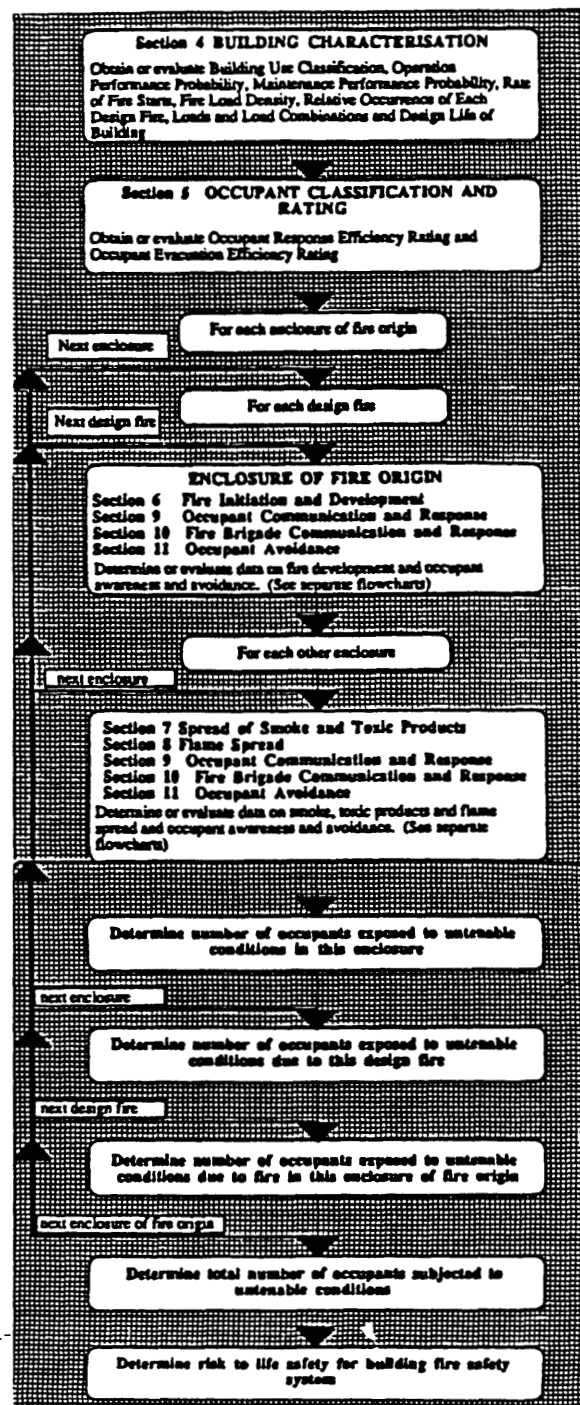 Section 4 BUILDING CHARACTERISATION
Obtain or evaluate Building Use Classification, Operation
Performance Probability, Maintenance Performance Probability, Rate
of Fire Starts, Fire Load Density, Relative Occurrence of Each
Design Fire, Loads and Load Combinations and Design Life of
Building
Section 5 OCCUPANT CLASSIFICATION AND
RATING
Obtain or evaluate Occupant Response Efficiency Rating and
Occupant Evacuation Efficiency Rating
For each enclosure of fire origin
Next enclosure
For each design fire
Next design fire
ENCLOSURE OF FIRE ORIGIN
Section 6 Fire Initiation and Development
Section 9 Occupant Communication and Response
Section 10 Fire Brigade Communication and Response
Section 11 Occupant Avoidance
Determine or evaluate data on fire development and occupant
awareness and avoidance. (See separate flowcharts)
For each other enclosure
next enclosure
Section 7 Spread of Smoke and Toxic Products
Section 8 Flame Spread
Section 9 Occupant Communication and Response
Section 10 Fire Brigade Communication and Response
Section 11 Occupant Avoidance
Determine or evaluate data on smoke, toxic products and flame
spread and occupant awareness and avoidance. (See separate
flowcharts)
Determine number of occupants exposed to untenable
conditions in this enclosure
next enclosure
Determine number of occupants exposed to untenable
conditions due to this design fire
next design fire
Determine number of occupants exposed to untenable
conditions due to fire in this enclosure of fire origin
next enclosure of fire origin
Determine total number of occupants subjected to
untenable conditions
Determine risk to life safety for building fire safety
system